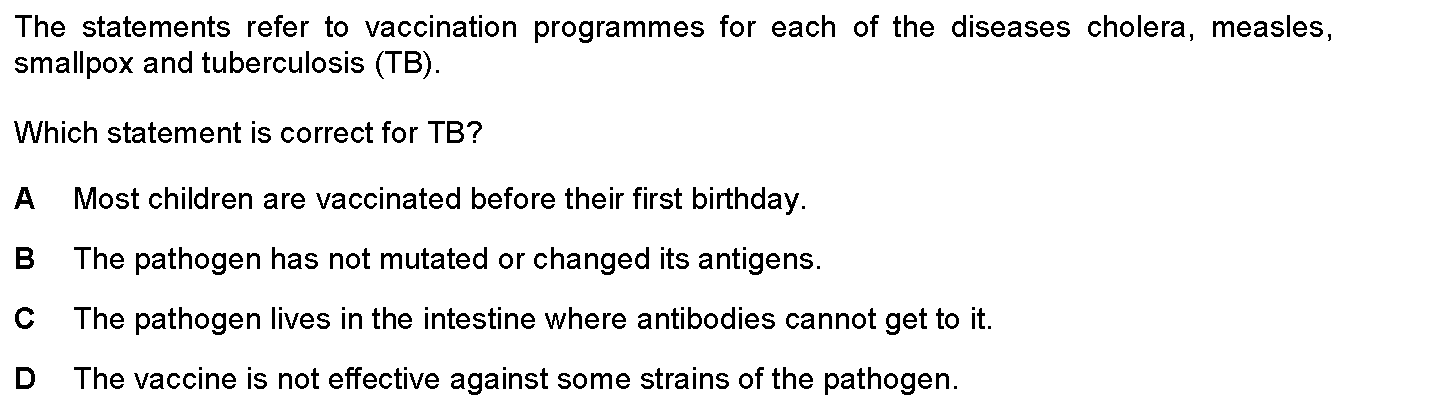 The statements refer to vaccination programmes for each of the diseases cholera, measles,
smallpox and tuberculosis (TB).
Which statement is correct for TB?
A Most children are vaccinated before their first birthday.
B The pathogen has not mutated or changed its antigens.
C The pathogen lives in the intestine where antibodies cannot get to it.
D The vaccine is not effective against some strains of the pathogen.